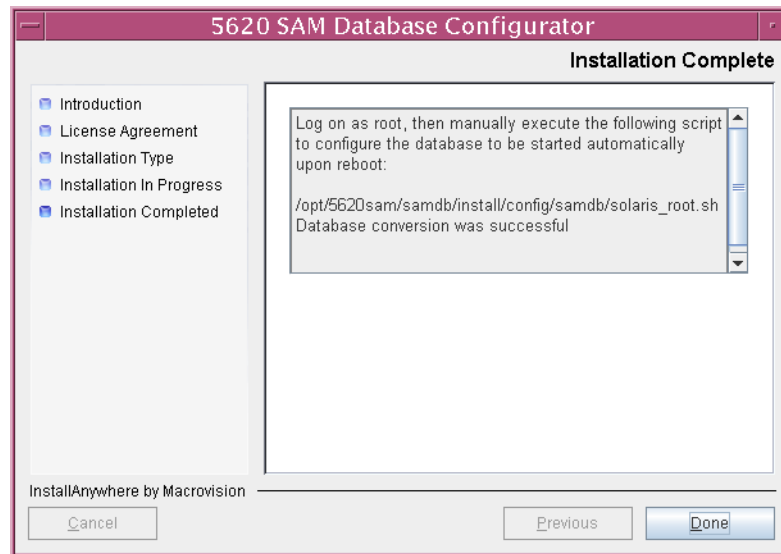 5620 SAM Database Configurator
Installation Complete
Introduction
License Agreement
Installation Type
Installation In Progress
Installation Completed
Log on as root, then manually execute the following script
to configure the database to be started automatically
upon reboot:
/opt/5620sam/samdb/install/config/samdb/solaris_root.sh
Database conversion was successful
InstallAnywhere by Macrovision
Cancel
Previous
Done